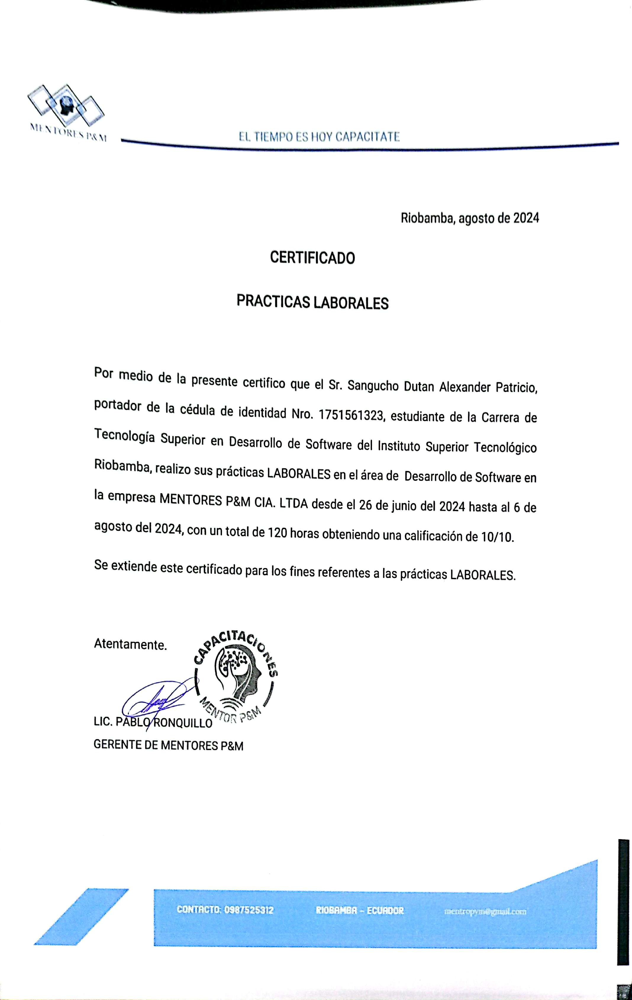 MENTORES P&M
EL TIEMPO ES HOY CAPACITATE
Riobamba, agosto de 2024
CERTIFICADO
PRACTICAS LABORALES
Por medio de la presente certifico que el Sr. Sangucho Dutan Alexander Patricio,
portador de la cédula de identidad Nro. 1751561323, estudiante de la Carrera de
Tecnología Superior en Desarrollo de Software del Instituto Superior Tecnológico
Riobamba, realizo sus prácticas LABORALES en el área de Desarrollo de Software en
la empresa MENTORES P&M CIA. LTDA desde el 26 de junio del 2024 hasta al 6 de
agosto del 2024, con un total de 120 horas obteniendo una calificación de 10/10.
Se extiende este certificado para los fines referentes a las prácticas LABORALES.
Atentamente.
CAPACITACIONES
MENTOR P&M
LIC. PABLO RONQUILLO
GERENTE DE MENTORES P&M
CONTACTO: 0987525312 RIOBAMBA - ECUADOR mentropym@gmail.com